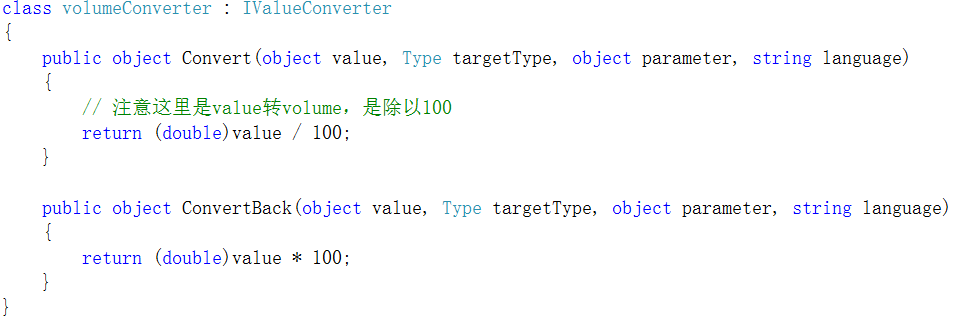 class volumeConverter : IValueConverter
{
    public object Convert(object value, Type targetType, object parameter, string language)
    {
        // 注意这里是value转volume，是除以100
        return (double)value / 100;
    }

    public object ConvertBack(object value, Type targetType, object parameter, string language)
    {
        return (double)value * 100;
    }
}